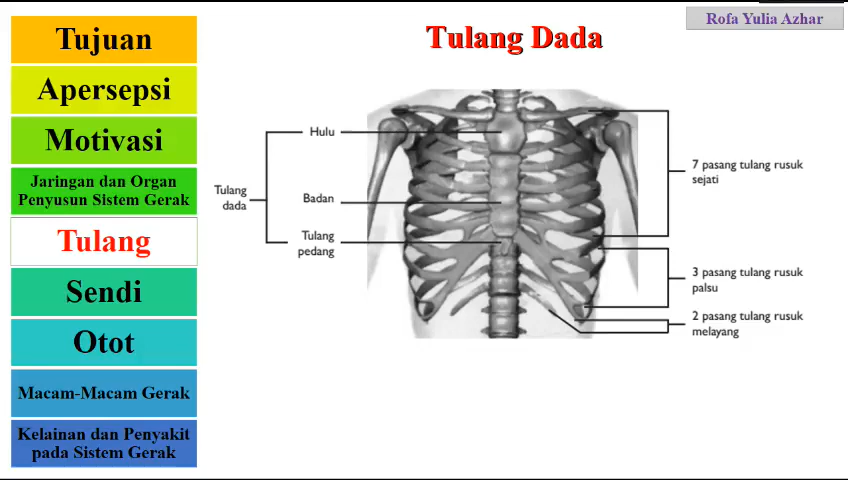 Rofa Yulia Azhar
Tujuan
Apersepsi
Motivasi
Jaringan dan Organ
Penyusun Sistem Gerak
Tulang
Sendi
Otot
Macam-Macam Gerak
Kelainan dan Penyakit
pada Sistem Gerak
Tulang Dada
Tulang
dada
Hulu
Badan
Tulang
pedang
7 pasang tulang rusuk
sejati
3 pasang tulang rusuk
palsu
2 pasang tulang rusuk
melayang